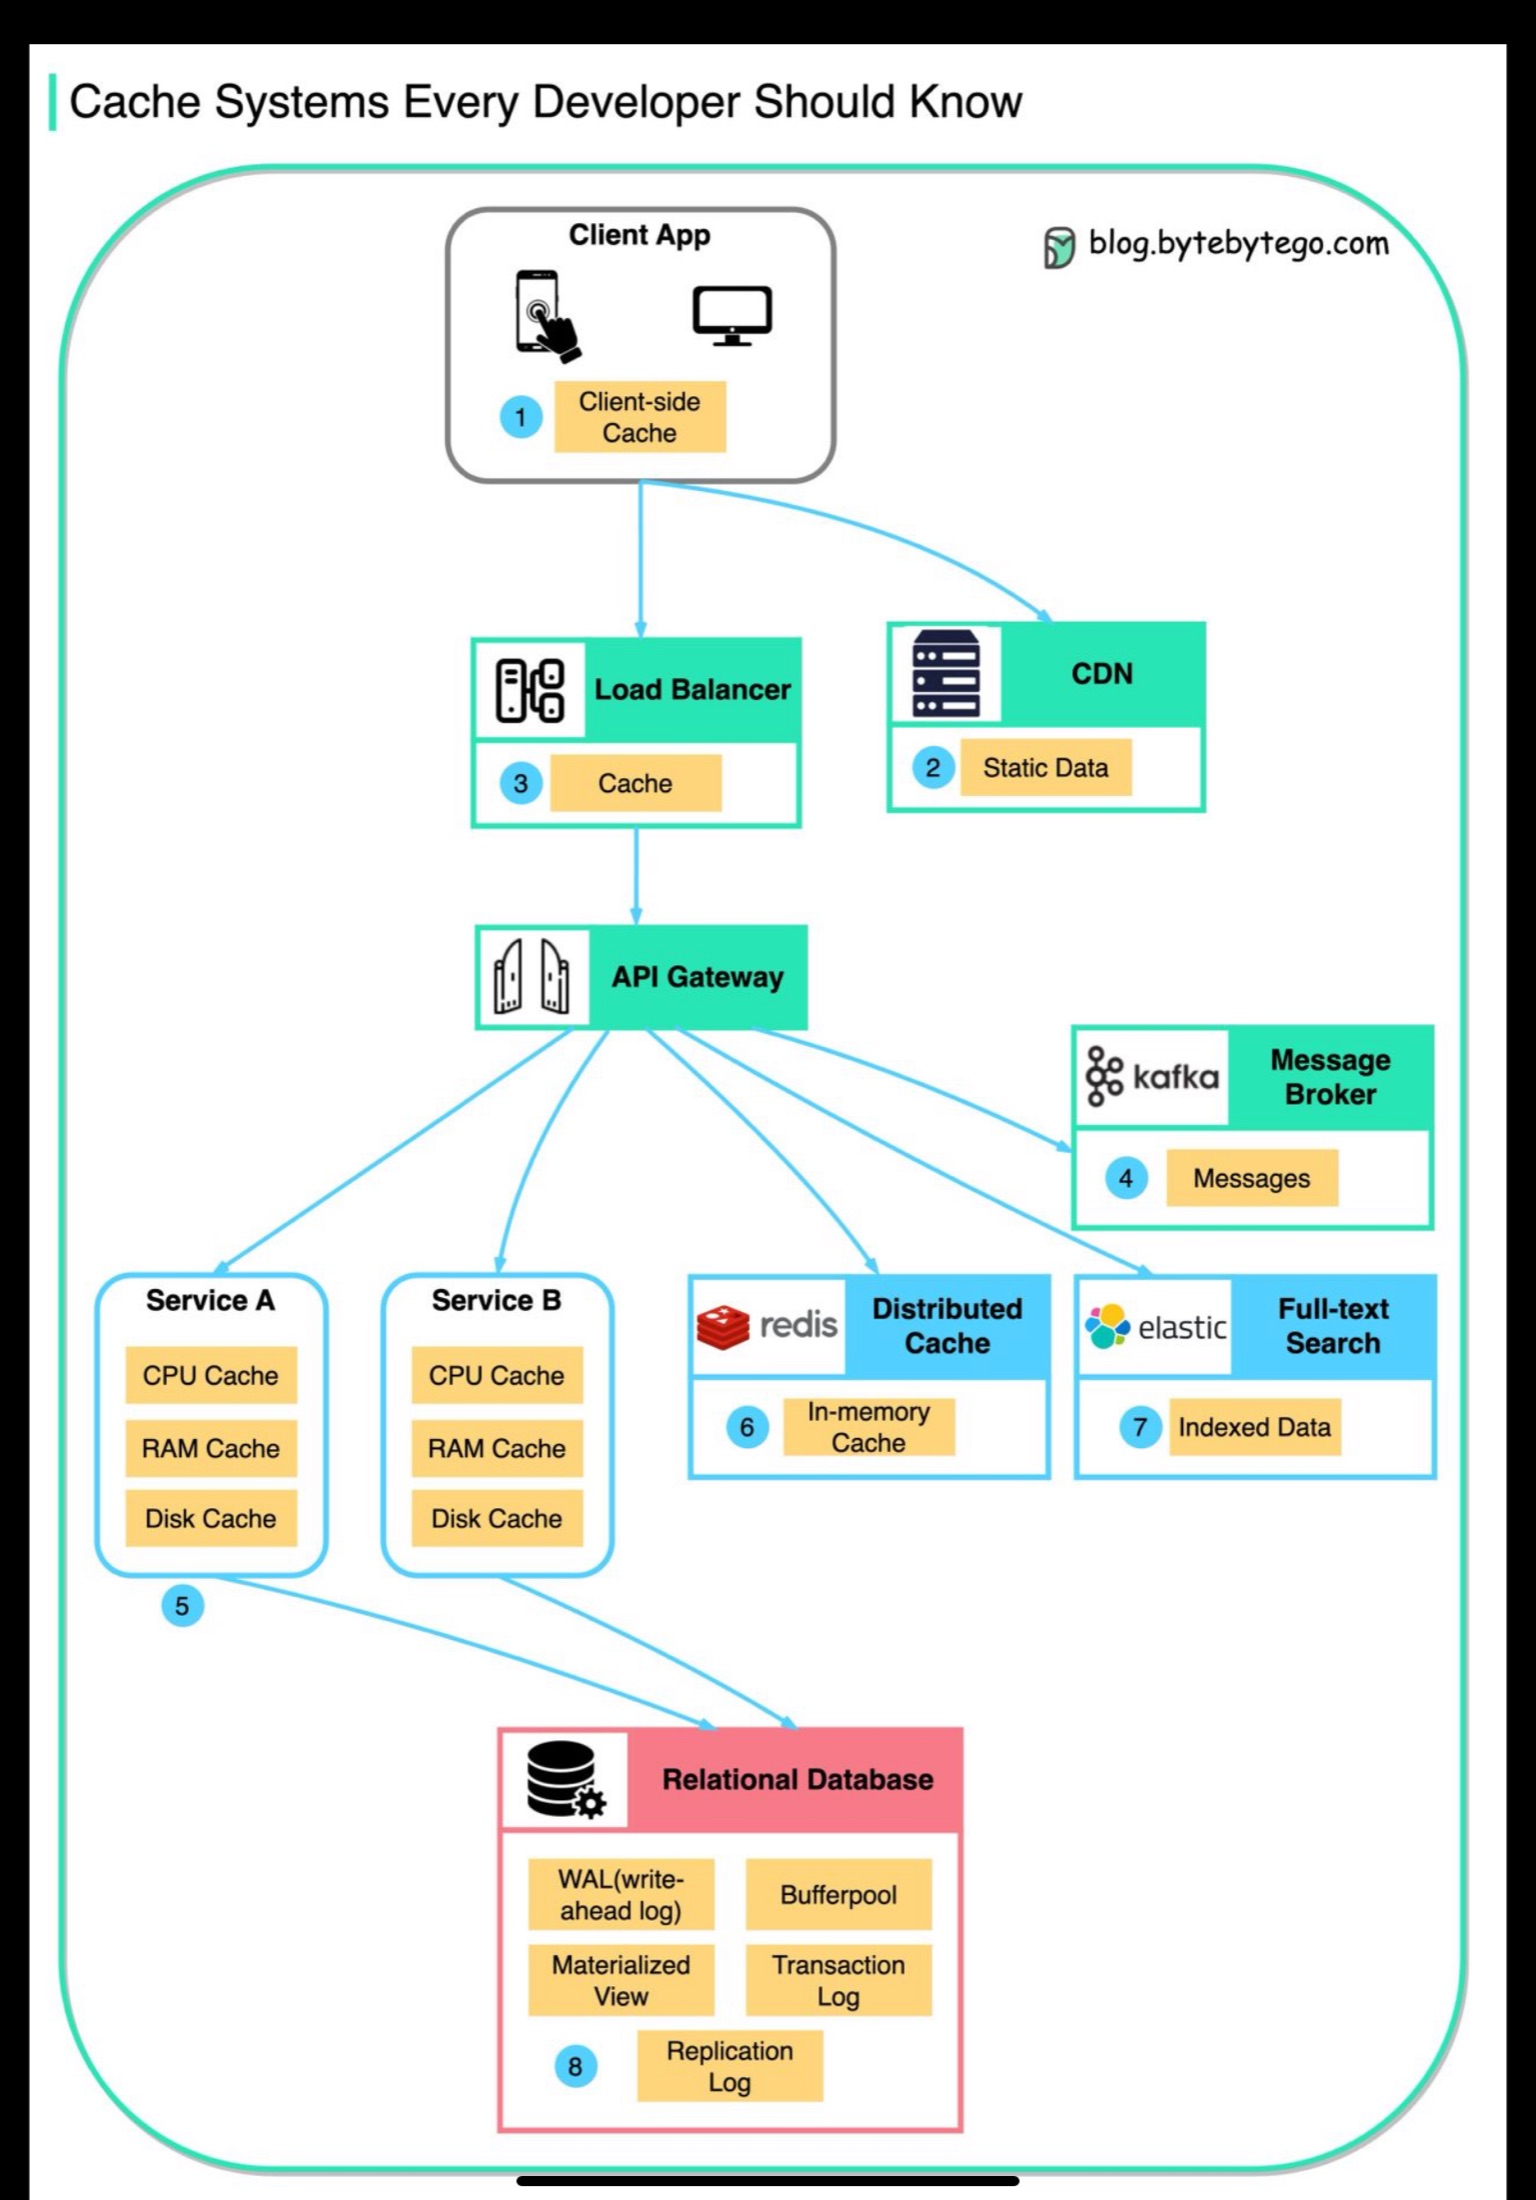 Cache Systems Every Developer Should Know
Client App
blog.bytebytego.com
1
Client-side
Cache
Load Balancer
3
Cache
CDN
2
Static Data
API Gateway
kafka
Message
Broker
4
Messages
Service A
CPU Cache
RAM Cache
Disk Cache
5
Service B
CPU Cache
RAM Cache
Disk Cache
redis
Distributed
Cache
6
In-memory
Cache
elastic
Full-text
Search
7
Indexed Data
Relational Database
WAL(write-
ahead log)
Bufferpool
Materialized
View
Transaction
Log
8
Replication
Log